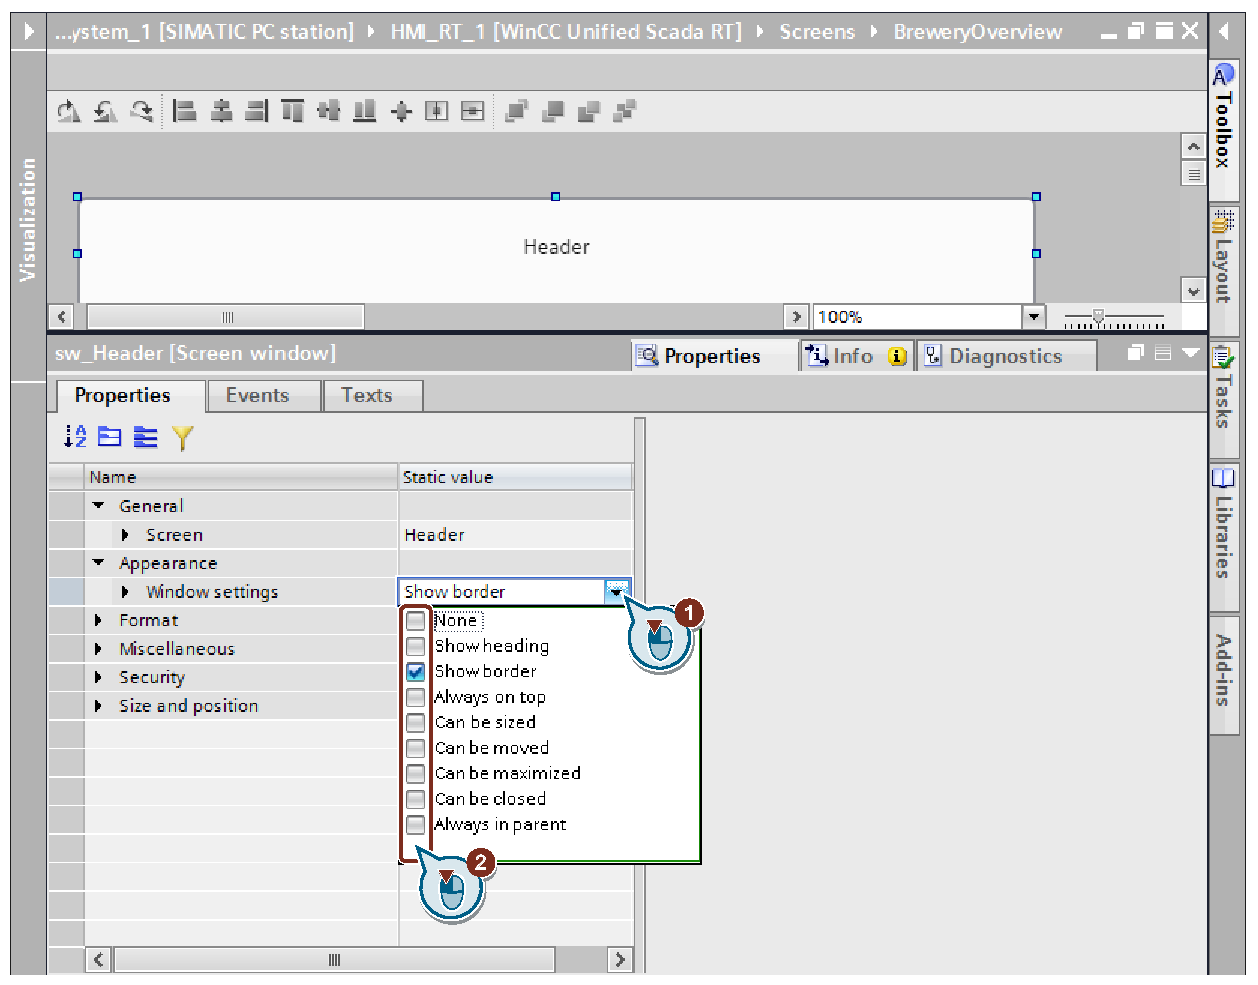 ...ystem_1 [SIMATIC PC station] ▸ HMI_RT_1 [WinCC Unified Scada RT] ▸ Screens ▸ BreweryOverview
Visualization
Header
100%
sw_Header [Screen window]
Properties
Info
Diagnostics
Properties
Events
Texts
Name
Static value
General
Screen
Header
Appearance
Window settings
Show border
1
Format
None
Miscellaneous
Show heading
Security
Show border
Size and position
Always on top
Can be sized
Can be moved
Can be maximized
Can be closed
Always in parent
2
Toolbox
Layout
Tasks
Libraries
Add-ins